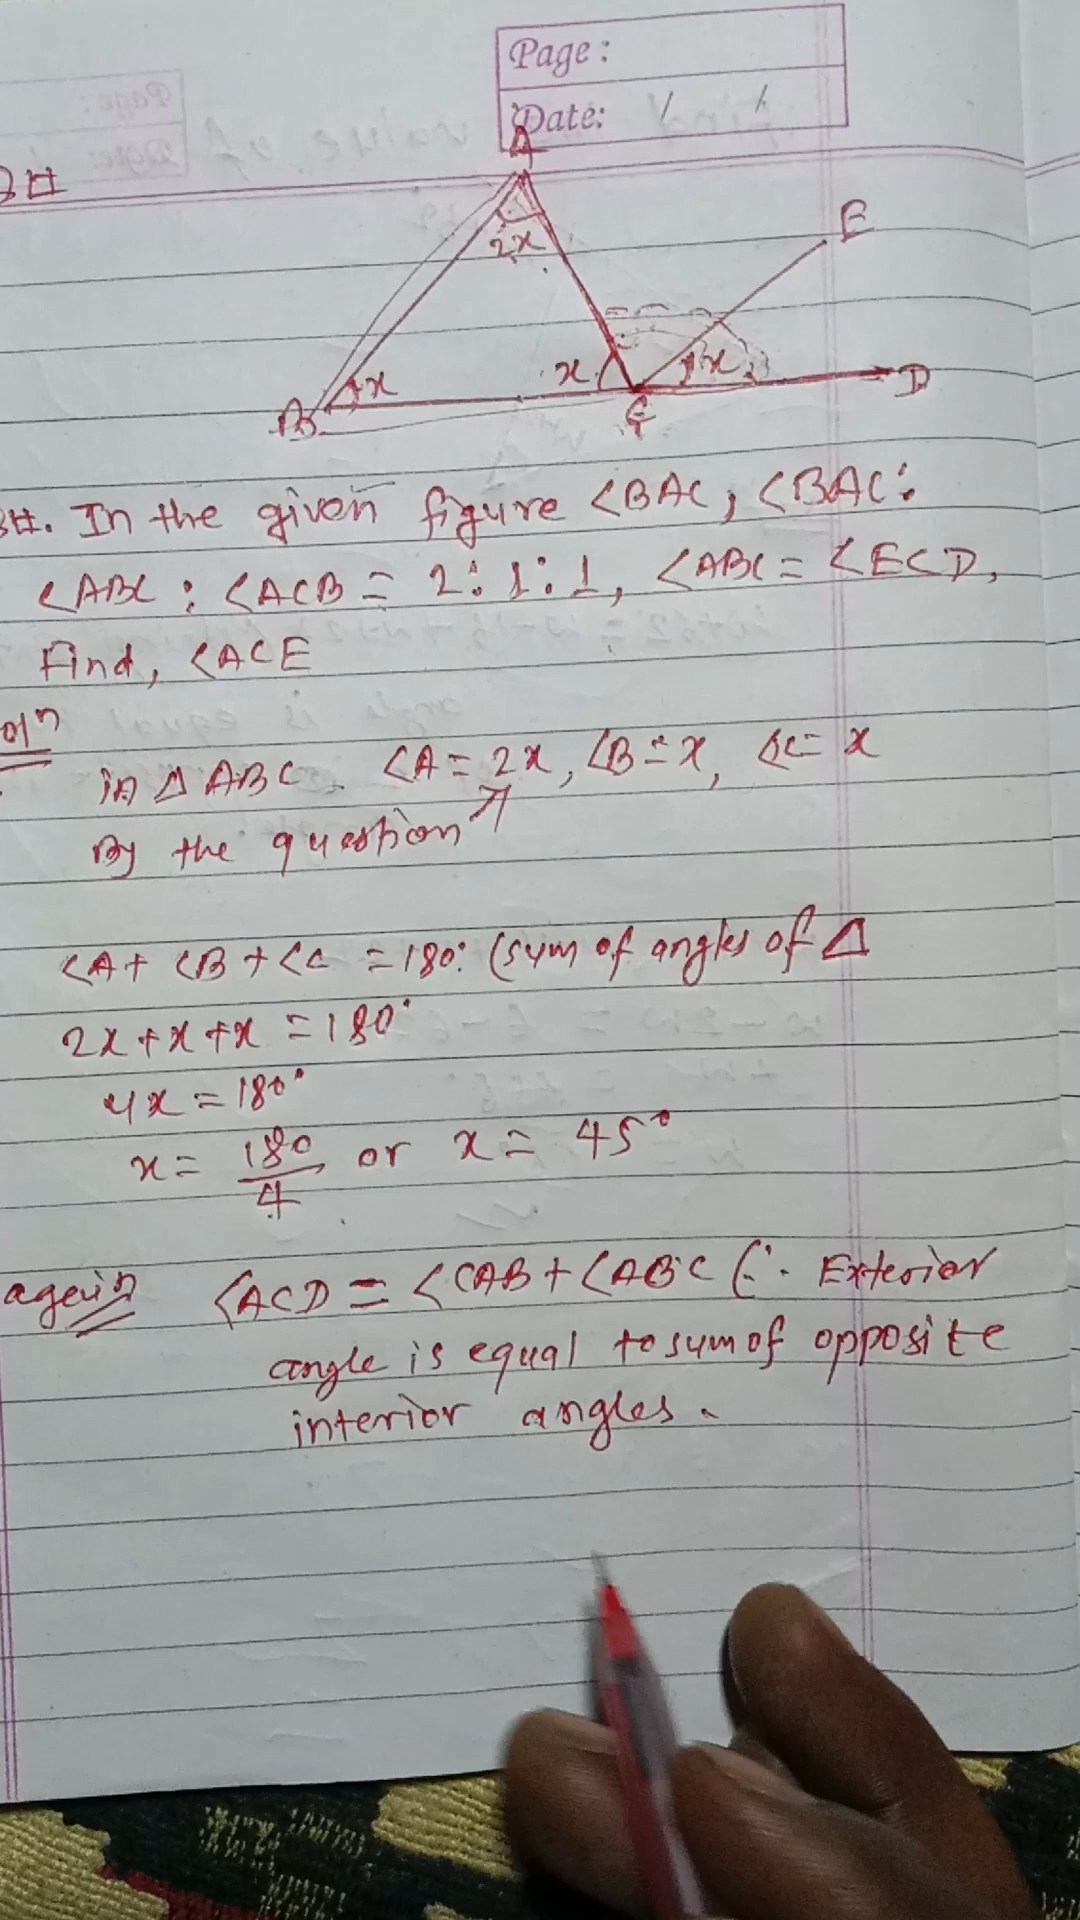 Page :
Date: / /
A
2x
E
x
x
x
B
C
D
In the given figure <BAC, <BAC:
<ABC : <ACB = 2:1:1, <ABC = <ECD,
Find, <ACE
in Δ ABC <A = 2x, <B = x, <C = x
By the question
<A + <B + <C = 180° (sum of angles of Δ
2x + x + x = 180°
4x = 180°
x = 180/4 or x = 45°
again <ACD = <CAB + <ABC (∵ Exterior
angle is equal to sum of opposite
interior angles.